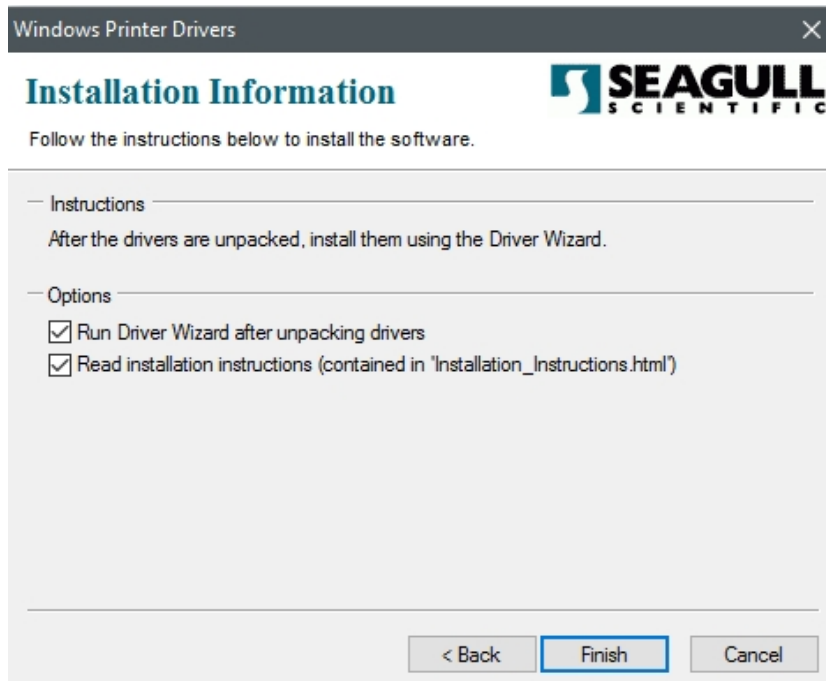 Windows Printer Drivers
Installation Information
SEAGULL
SCIENTIFIC
Follow the instructions below to install the software.
Instructions
After the drivers are unpacked, install them using the Driver Wizard.
Options
Run Driver Wizard after unpacking drivers
Read installation instructions (contained in 'Installation_Instructions.html')
< Back Finish Cancel